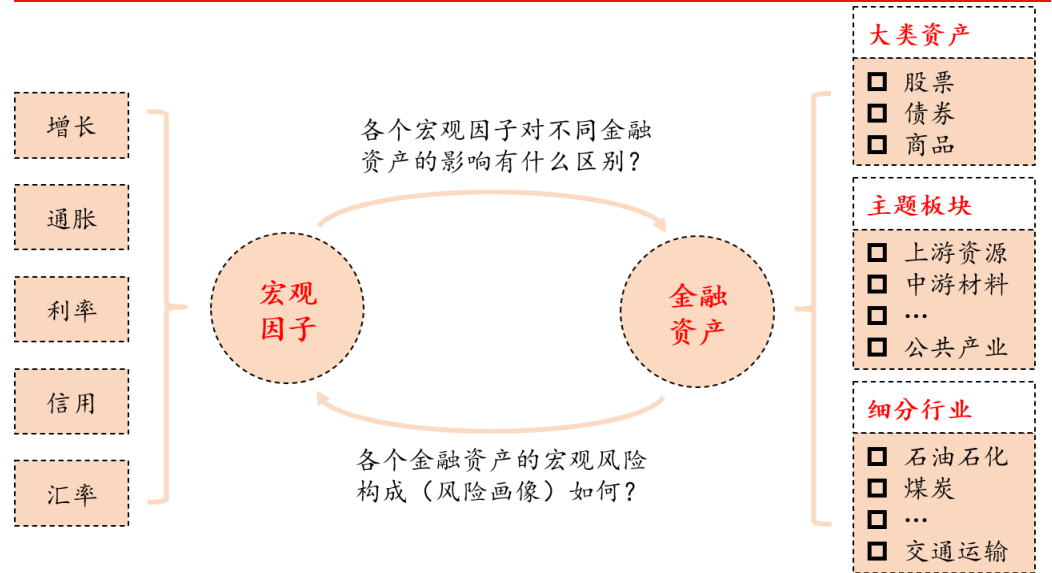 增长
通胀
利率
信用
汇率
宏观
因子
各个宏观因子对不同金融
资产的影响有什么区别？
各个金融资产的宏观风险
构成（风险画像）如何？
金融
资产
大类资产
股票
债券
商品
主题板块
上游资源
中游材料
…
公共产业
细分行业
石油石化
煤炭
…
交通运输